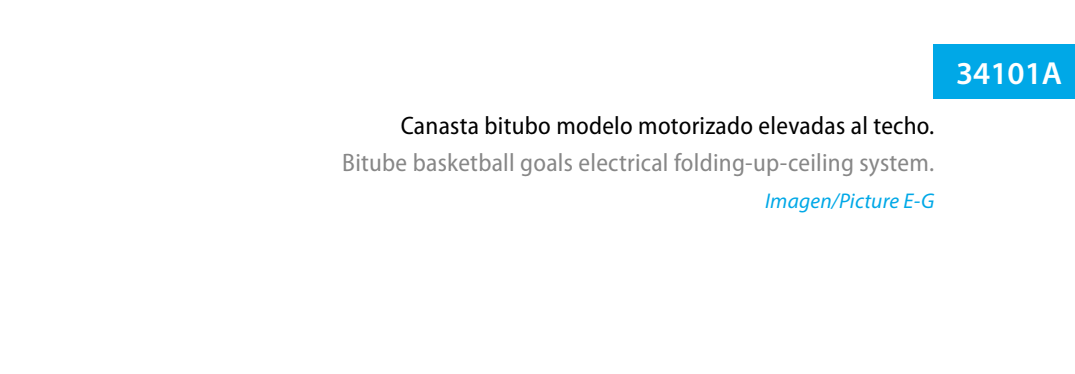 34101A
Canasta bitubo modelo motorizado elevadas al techo.
Bitube basketball goals electrical folding-up-ceiling system.
Imagen/Picture E-G